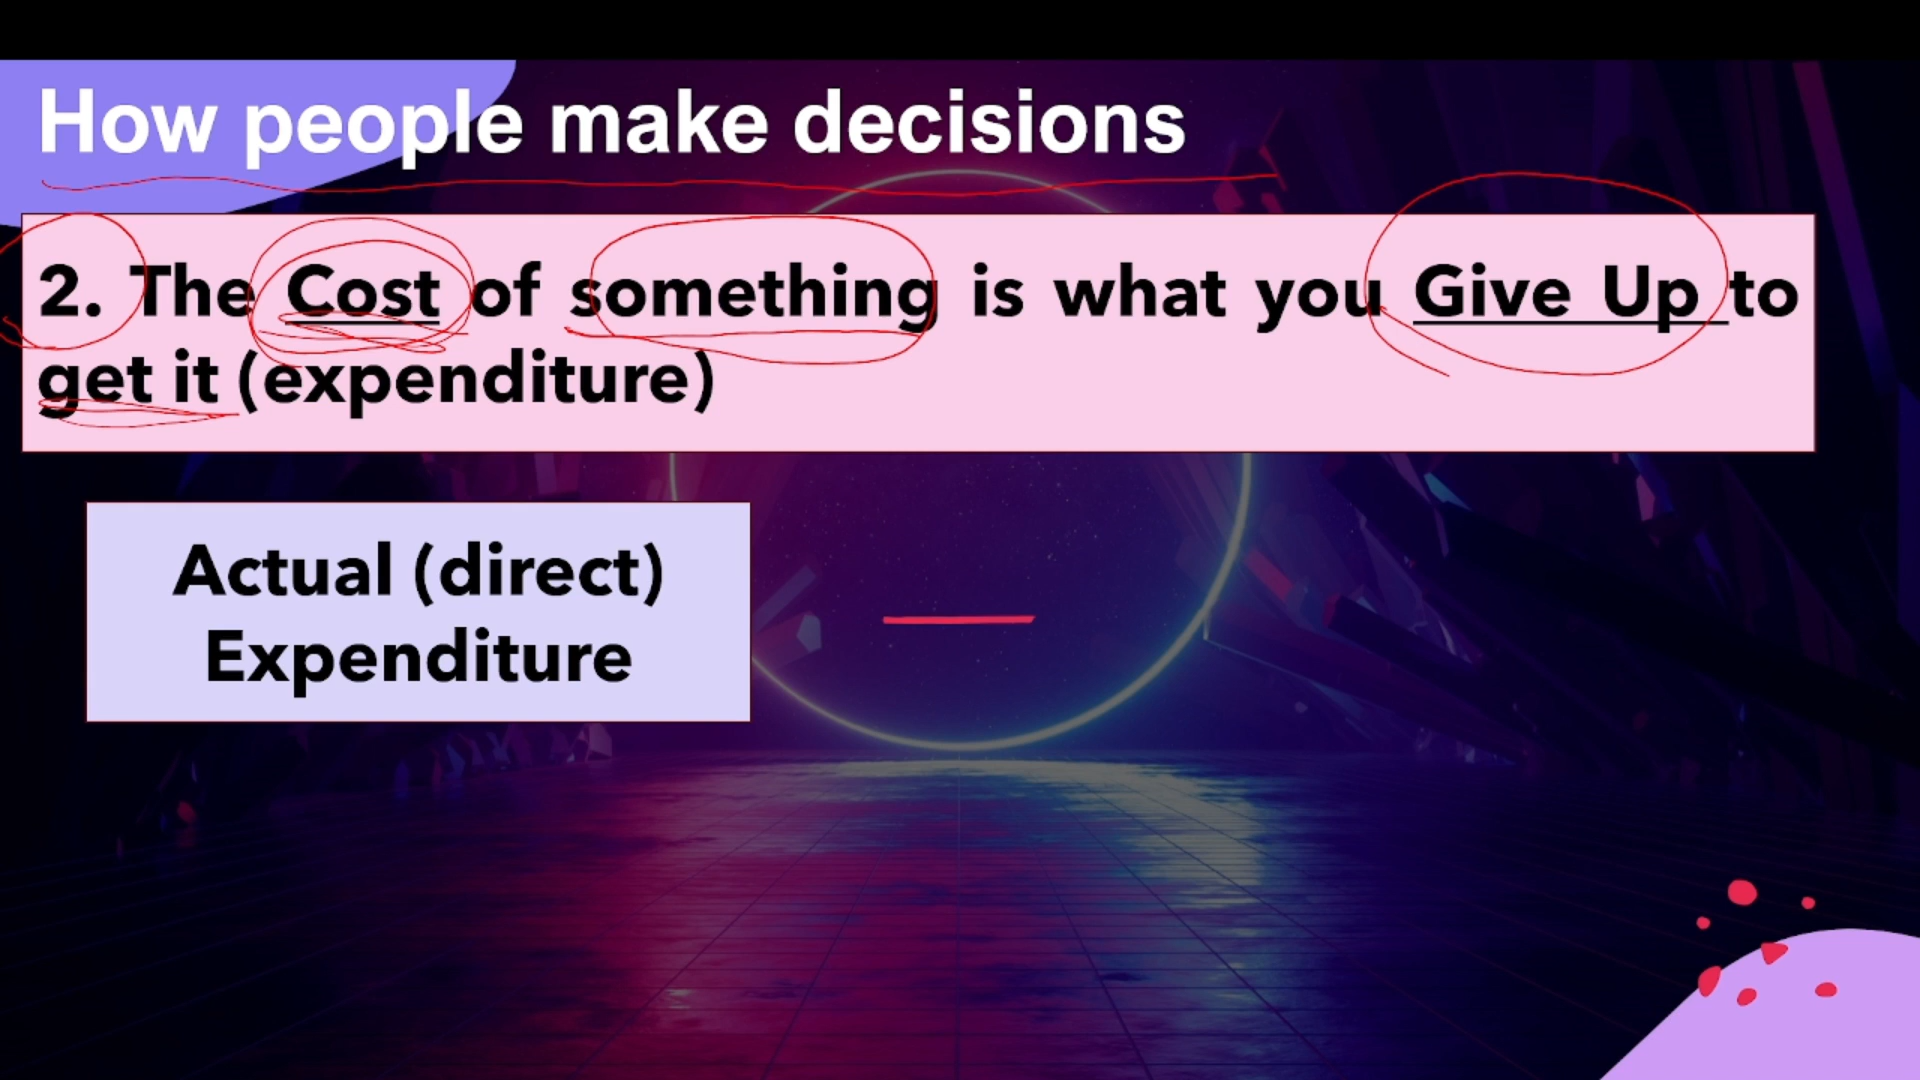 How people make decisions
2. The Cost of something is what you Give Up to
get it (expenditure)
Actual (direct)
Expenditure